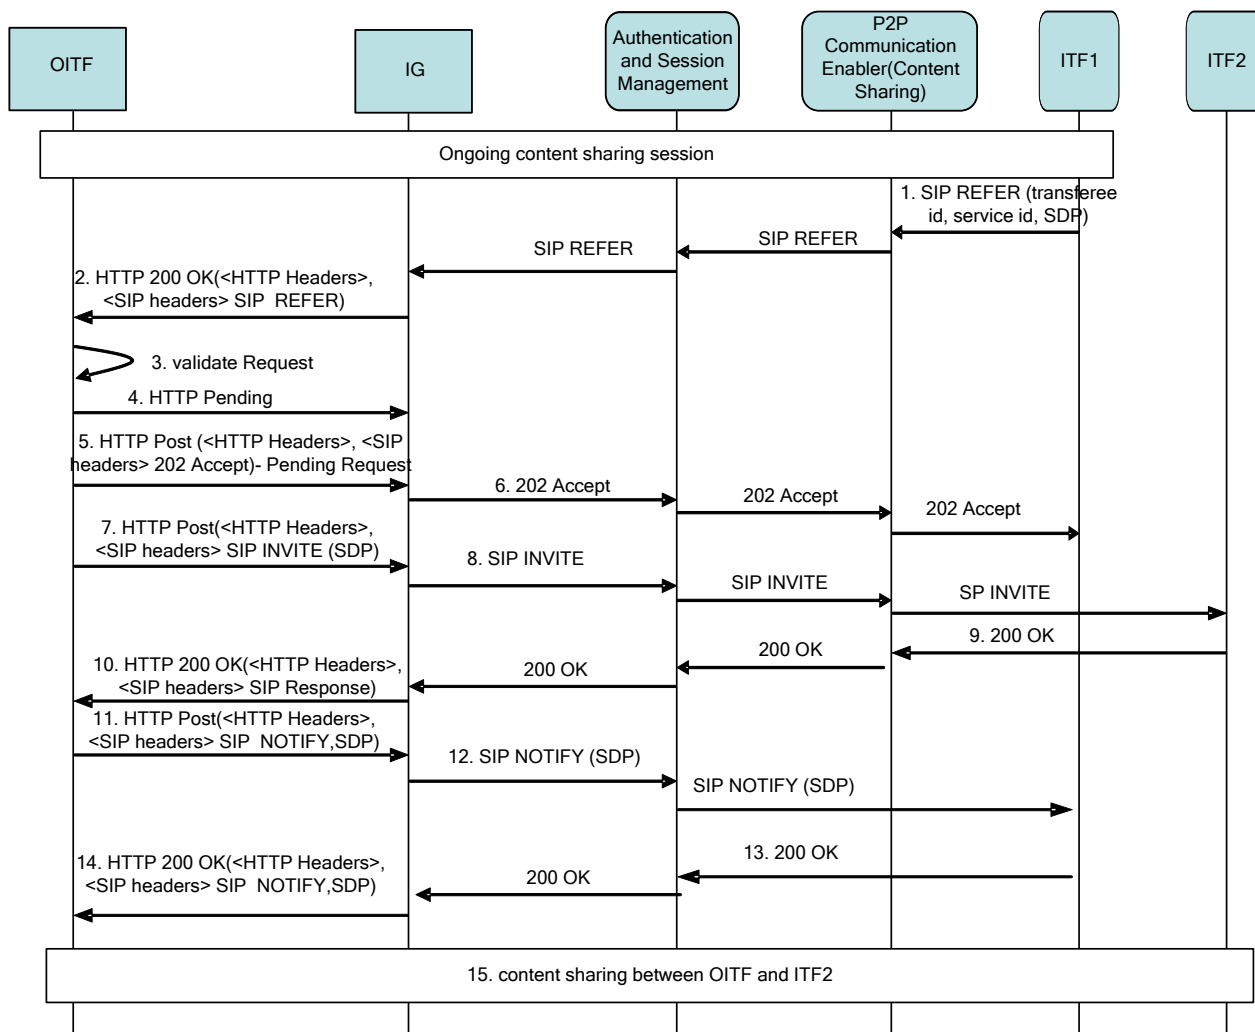 OITF
IG
Authentication
and Session
Management
P2P
Communication
Enabler(Content
Sharing)
ITF1
ITF2
Ongoing content sharing session
1. SIP REFER (transferee
id, service id, SDP)
SIP REFER
SIP REFER
2. HTTP 200 OK(<HTTP Headers>,
<SIP headers> SIP REFER)
3. validate Request
4. HTTP Pending
5. HTTP Post (<HTTP Headers>, <SIP
headers> 202 Accept)- Pending Request
6. 202 Accept
202 Accept
202 Accept
7. HTTP Post(<HTTP Headers>,
<SIP headers> SIP INVITE (SDP)
8. SIP INVITE
SIP INVITE
SP INVITE
9. 200 OK
200 OK
200 OK
10. HTTP 200 OK(<HTTP Headers>,
<SIP headers> SIP Response)
11. HTTP Post(<HTTP Headers>,
<SIP headers> SIP NOTIFY,SDP)
12. SIP NOTIFY (SDP)
SIP NOTIFY (SDP)
13. 200 OK
200 OK
14. HTTP 200 OK(<HTTP Headers>,
<SIP headers> SIP NOTIFY,SDP)
15. content sharing between OITF and ITF2